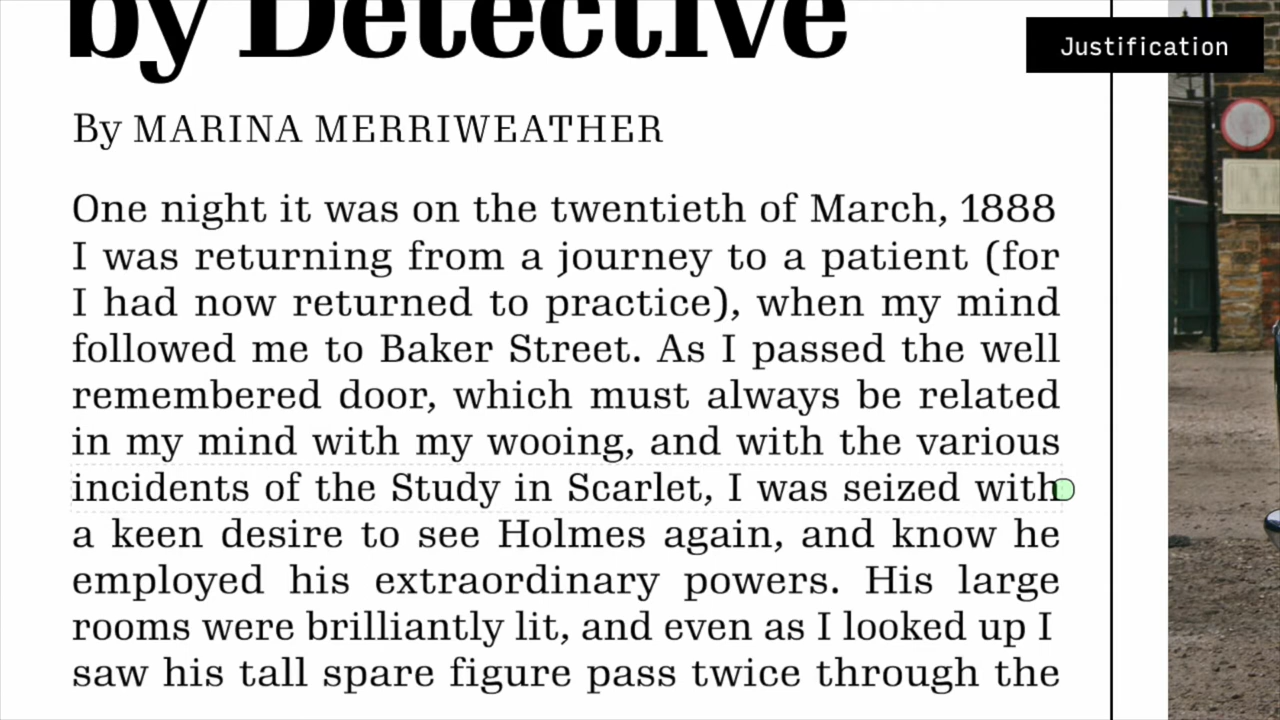 by Detective
Justification
By MARINA MERRIWEATHER
One night it was on the twentieth of March, 1888
I was returning from a journey to a patient (for
I had now returned to practice), when my mind
followed me to Baker Street. As I passed the well
remembered door, which must always be related
in my mind with my wooing, and with the various
incidents of the Study in Scarlet, I was seized with
a keen desire to see Holmes again, and know he
employed his extraordinary powers. His large
rooms were brilliantly lit, and even as I looked up I
saw his tall spare figure pass twice through the